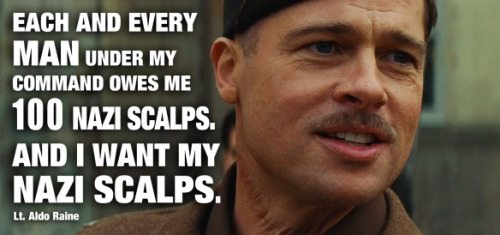 EACH AND EVERY
MAN UNDER MY
COMMAND OWES ME
100 NAZI SCALPS.
AND I WANT MY
NAZI SCALPS.
Lt. Aldo Raine